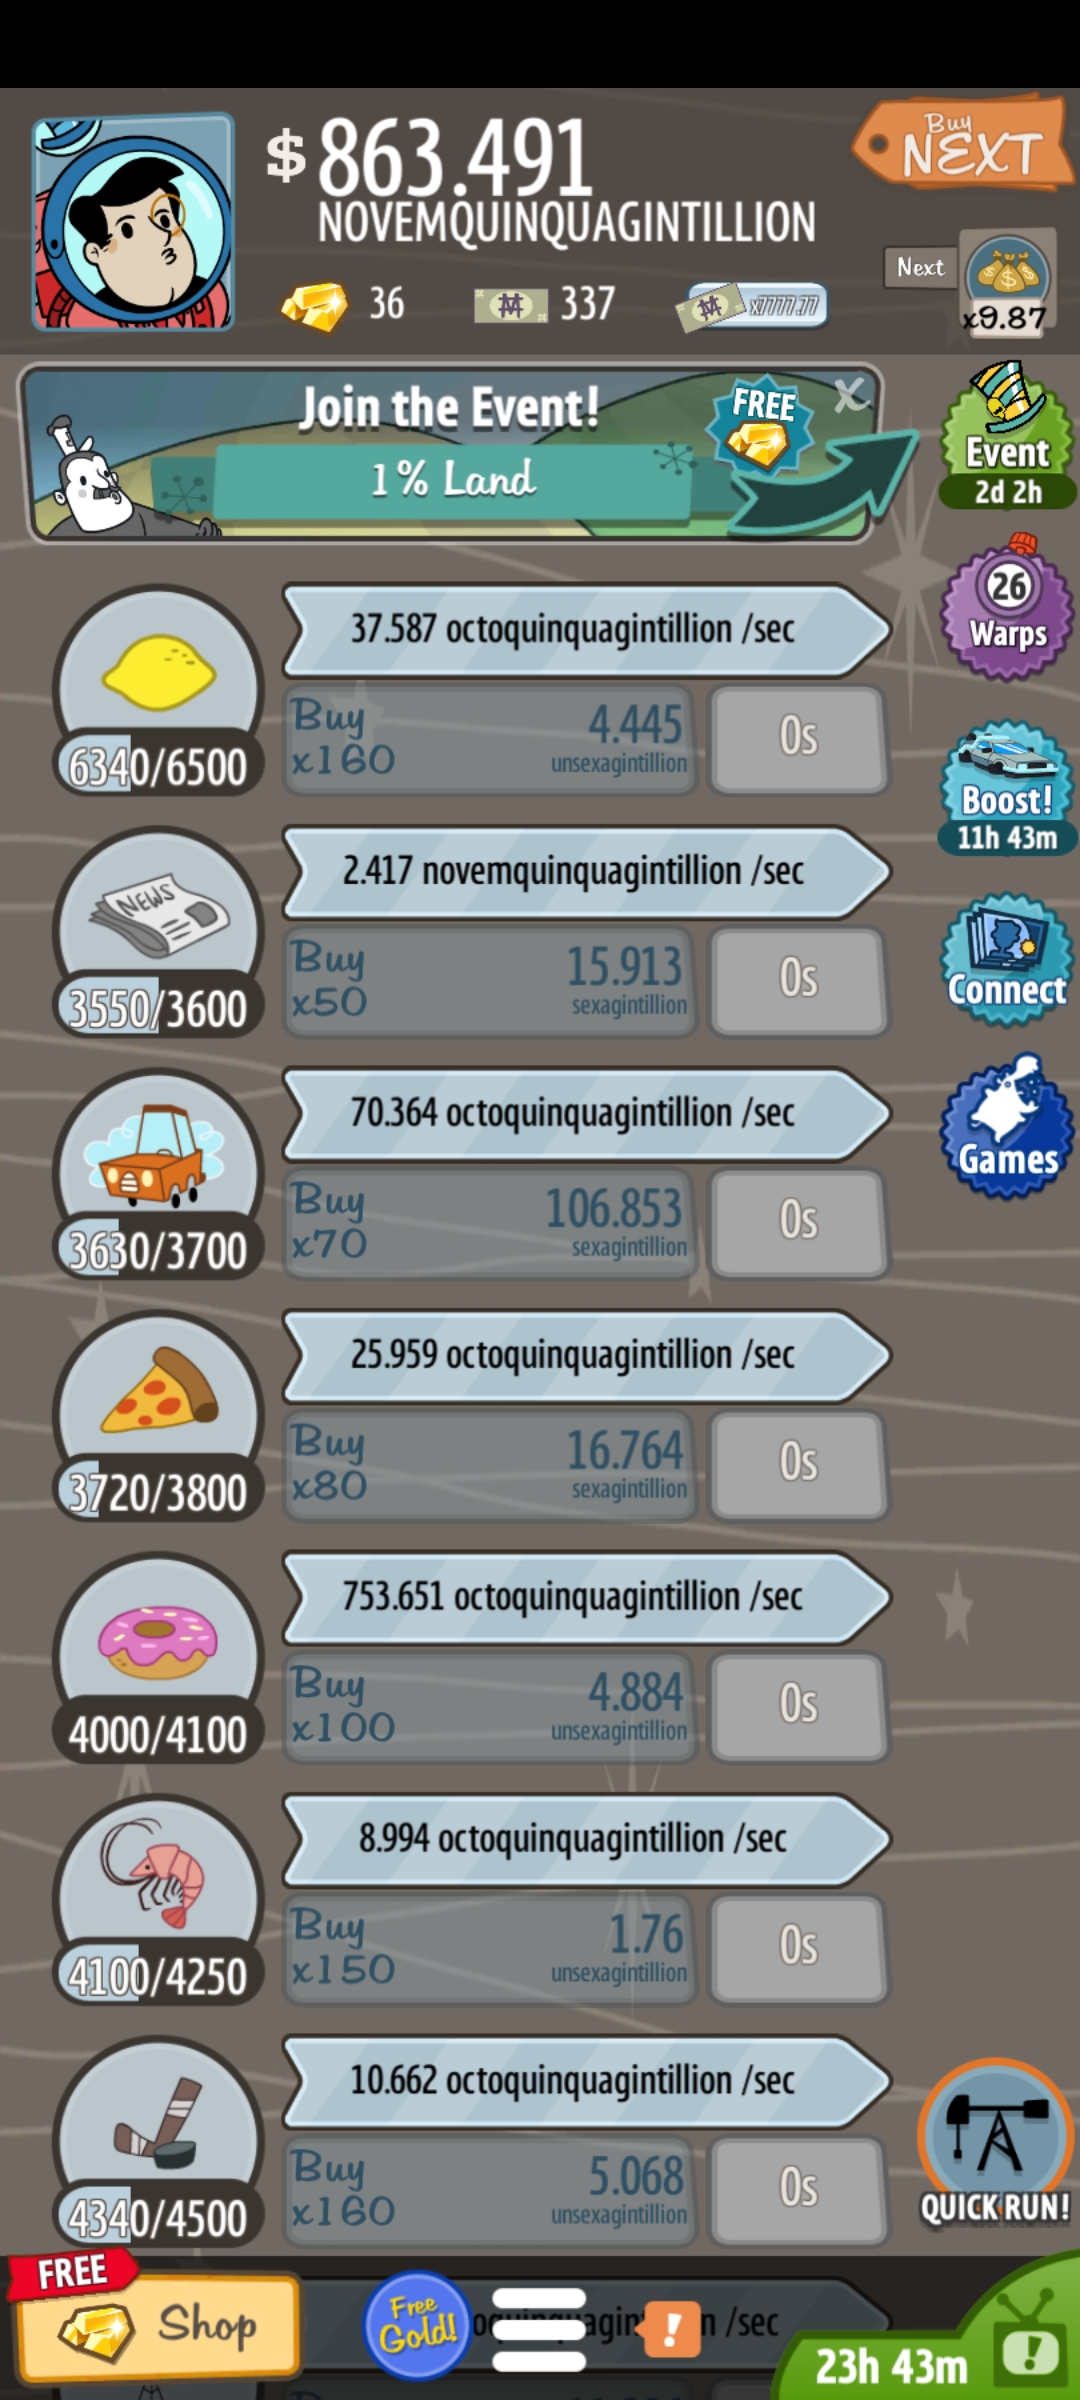 $863.491
NOVEMQUINQUAGINTILLION
Buy
NEXT
36
337
x7777.77
Next
x9.87
Join the Event!
1% Land
FREE
X
Event
2d 2h
26
Warps
Boost!
11h 43m
Connect
Games
37.587 octoquinquagintillion /sec
Buy
x160
4.445
unsexagintillion
0s
6340/6500
NEWS
2.417 novemquinquagintillion /sec
Buy
x50
15.913
sexagintillion
0s
3550/3600
70.364 octoquinquagintillion /sec
Buy
x70
106.853
sexagintillion
0s
3630/3700
25.959 octoquinquagintillion /sec
Buy
x80
16.764
sexagintillion
0s
3720/3800
753.651 octoquinquagintillion /sec
Buy
x100
4.884
unsexagintillion
0s
4000/4100
8.994 octoquinquagintillion /sec
Buy
x150
1.76
unsexagintillion
0s
4100/4250
10.662 octoquinquagintillion /sec
Buy
x160
5.068
unsexagintillion
0s
4340/4500
QUICK RUN!
FREE
Shop
Free
Gold!
/sec
!
23h 43m
!